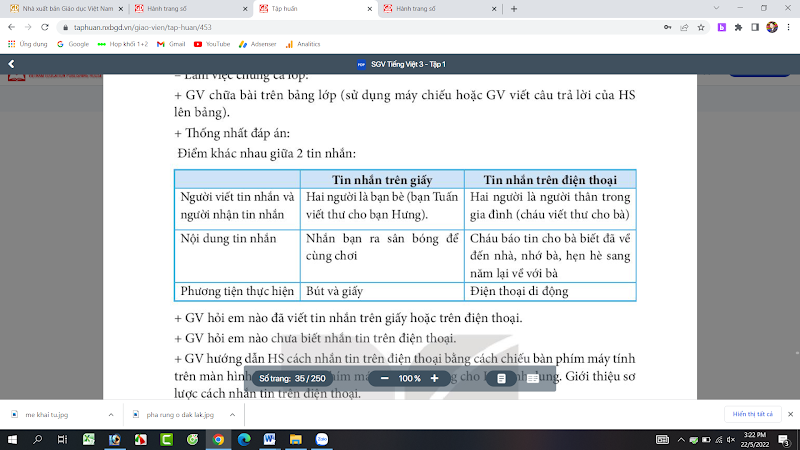 Nhà xuất bản Giáo dục Việt Nam
Hành trang số
Tập huấn
Hành trang số
taphuan.nxbgd.vn/giao-vien/tap-huan/453
Ứng dụng
Google
Họp khối 1+2
Gmail
YouTube
Adsenser
Analitics
SGV Tiếng Việt 3 - Tập 1
– Làm việc chung cả lớp:
+ GV chữa bài trên bảng lớp (sử dụng máy chiếu hoặc GV viết câu trả lời của HS
lên bảng).
+ Thống nhất đáp án:
Điểm khác nhau giữa 2 tin nhắn:
Tin nhắn trên giấy Tin nhắn trên điện thoại
Người viết tin nhắn và Hai người là bạn bè (bạn Tuấn Hai người là người thân trong
người nhận tin nhắn viết thư cho bạn Hưng). gia đình (cháu viết thư cho bà)
Nội dung tin nhắn Nhắn bạn ra sân bóng để Cháu báo tin cho bà biết đã về
cùng chơi đến nhà, nhớ bà, hẹn hè sang
năm lại về với bà
Phương tiện thực hiện Bút và giấy Điện thoại di động
+ GV hỏi em nào đã viết tin nhắn trên giấy hoặc trên điện thoại.
+ GV hỏi em nào chưa biết nhắn tin trên điện thoại.
+ GV hướng dẫn HS cách nhắn tin trên điện thoại bằng cách chiếu bàn phím máy tính
trên màn hình dung. Giới thiệu sơ
Số trang: 35 / 250
100 %
lược cách nhắn tin trên điện thoại.
me khai tu.jpg
pha rung o dak lak.jpg
Hiển thị tất cả
3:22 PM
22/5/2022